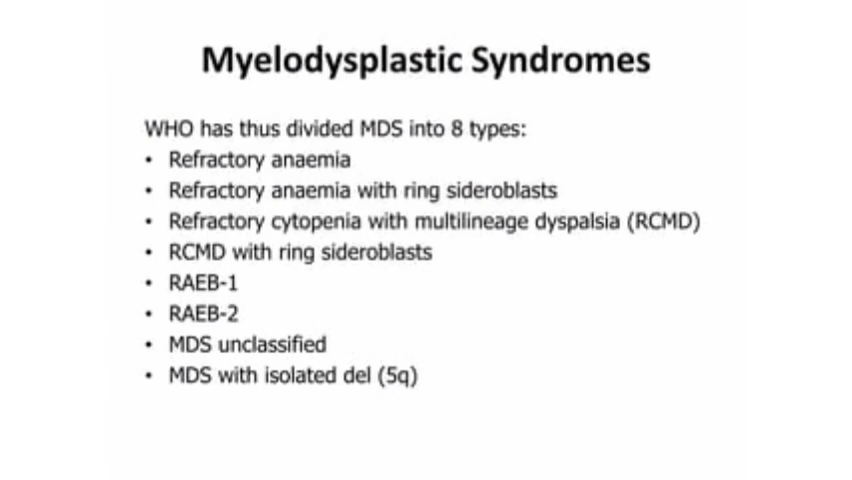 Myelodysplastic Syndromes
WHO has thus divided MDS into 8 types:
• Refractory anaemia
• Refractory anaemia with ring sideroblasts
• Refractory cytopenia with multilineage dyspalsia (RCMD)
• RCMD with ring sideroblasts
• RAEB-1
• RAEB-2
• MDS unclassified
• MDS with isolated del (5q)